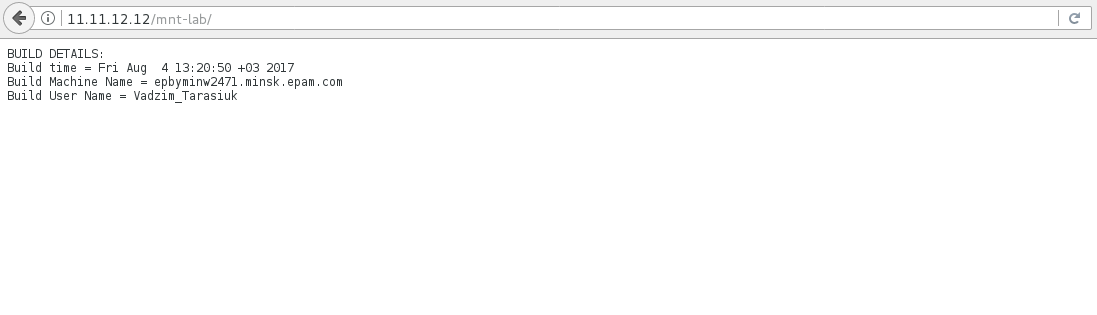 11.11.12.12/mnt-lab/
BUILD DETAILS:
Build time = Fri Aug  4 13:20:50 +03 2017
Build Machine Name = epbyminw2471.minsk.epam.com
Build User Name = Vadzim_Tarasiuk